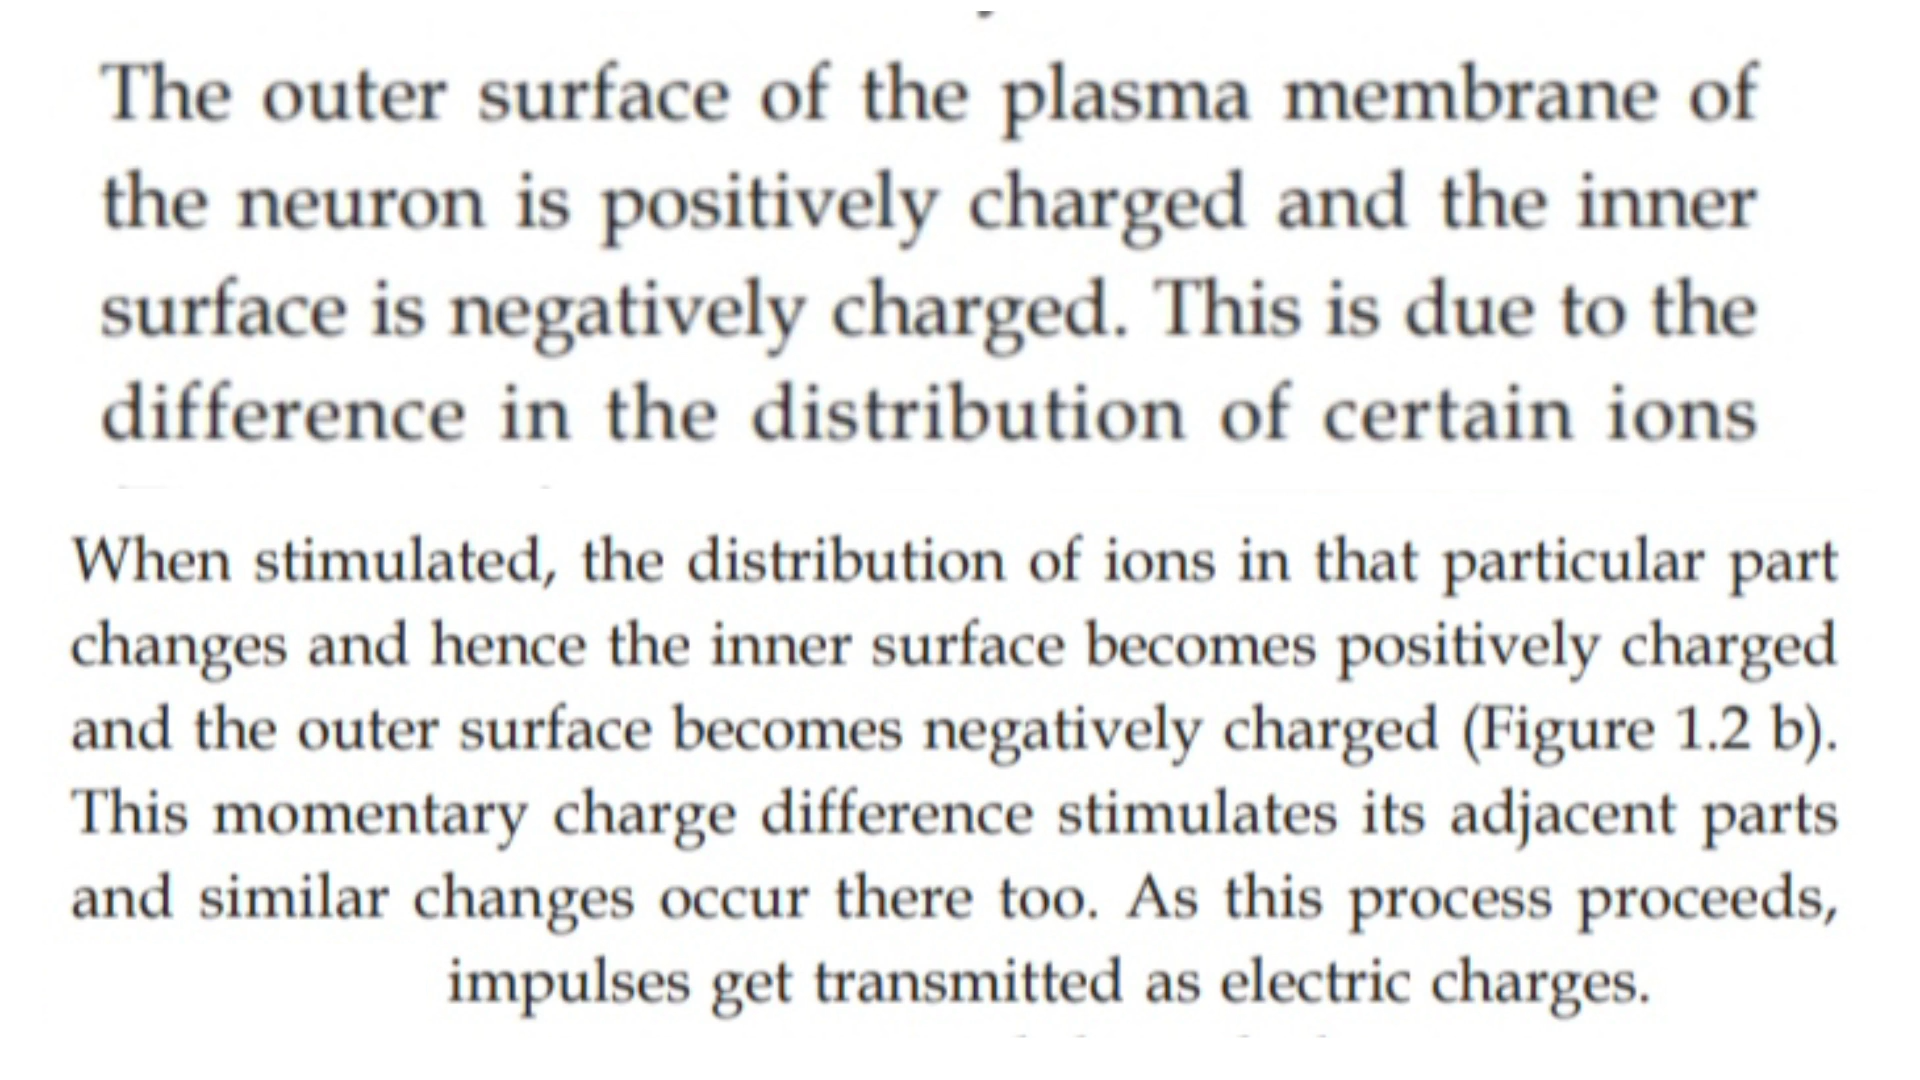 The outer surface of the plasma membrane of
the neuron is positively charged and the inner
surface is negatively charged. This is due to the
difference in the distribution of certain ions
When stimulated, the distribution of ions in that particular part
changes and hence the inner surface becomes positively charged
and the outer surface becomes negatively charged (Figure 1.2 b).
This momentary charge difference stimulates its adjacent parts
and similar changes occur there too. As this process proceeds,
impulses get transmitted as electric charges.